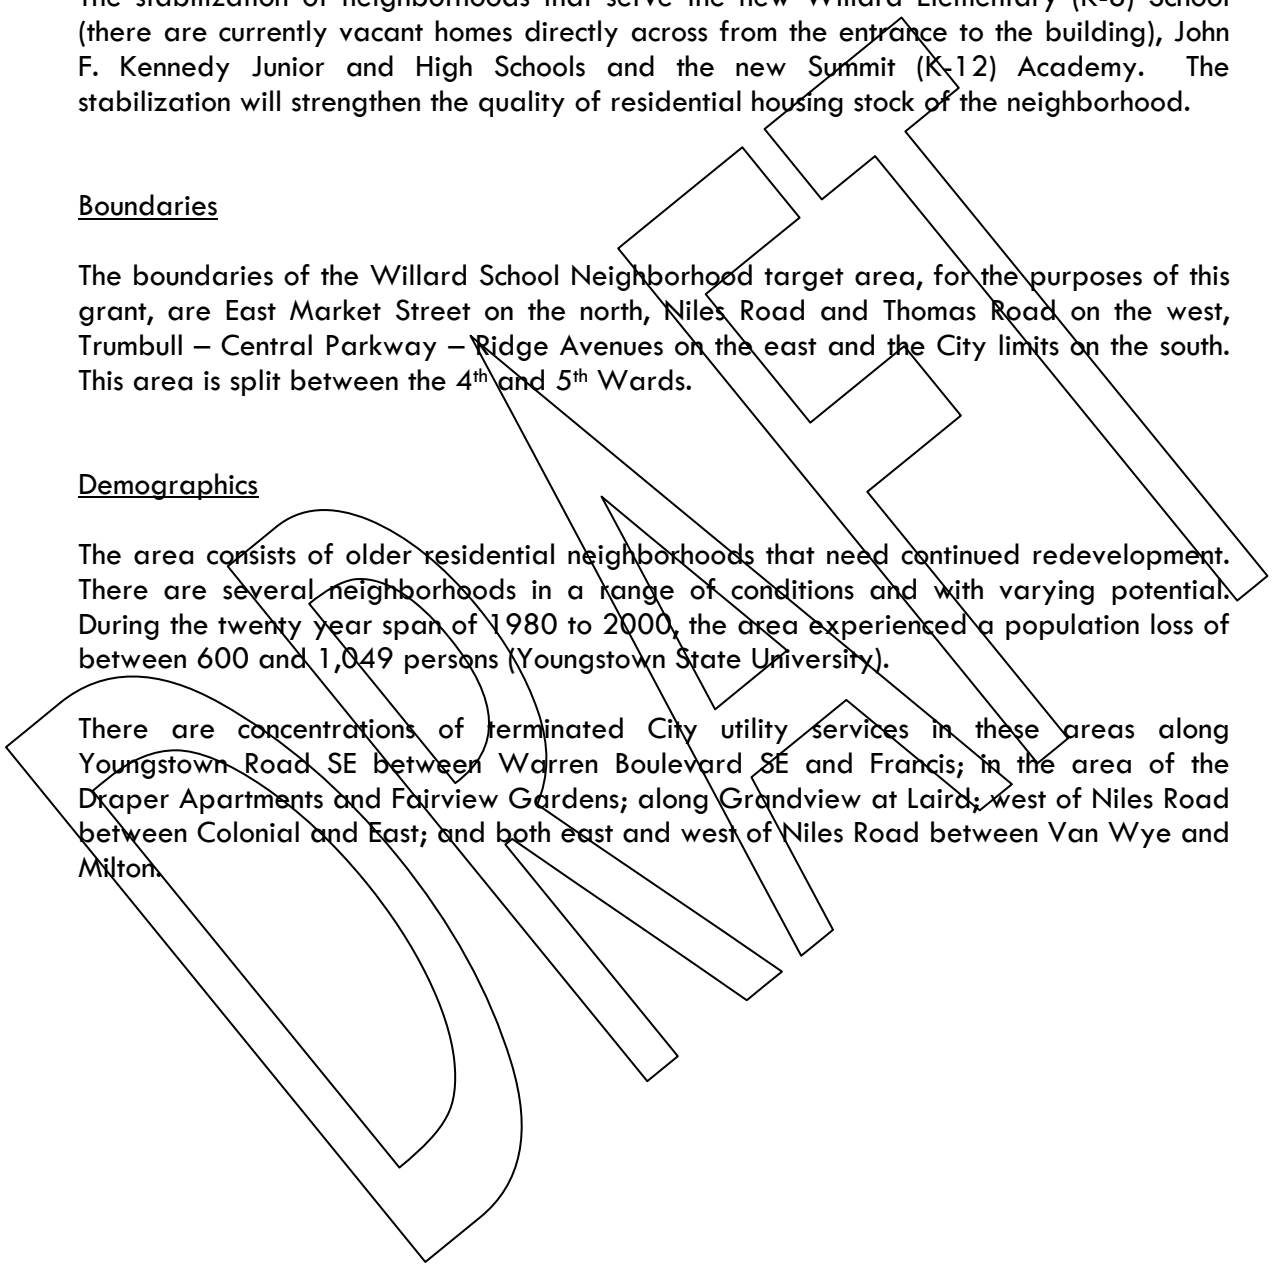 The stabilization of neighborhoods that serve the new Willard Elementary (K-8) School
(there are currently vacant homes directly across from the entrance to the building), John
F. Kennedy Junior and High Schools and the new Summit (K-12) Academy. The
stabilization will strengthen the quality of residential housing stock of the neighborhood.
Boundaries
The boundaries of the Willard School Neighborhood target area, for the purposes of this
grant, are East Market Street on the north, Niles Road and Thomas Road on the west,
Trumbull – Central Parkway – Ridge Avenues on the east and the City limits on the south.
This area is split between the 4th and 5th Wards.
Demographics
The area consists of older residential neighborhoods that need continued redevelopment.
There are several neighborhoods in a range of conditions and with varying potential.
During the twenty year span of 1980 to 2000, the area experienced a population loss of
between 600 and 1,049 persons (Youngstown State University).
There are concentrations of terminated City utility services in these areas along
Youngstown Road SE between Warren Boulevard SE and Francis; in the area of the
Draper Apartments and Fairview Gardens; along Grandview at Laird; west of Niles Road
between Colonial and East; and both east and west of Niles Road between Van Wye and
Milton.
DRAFT